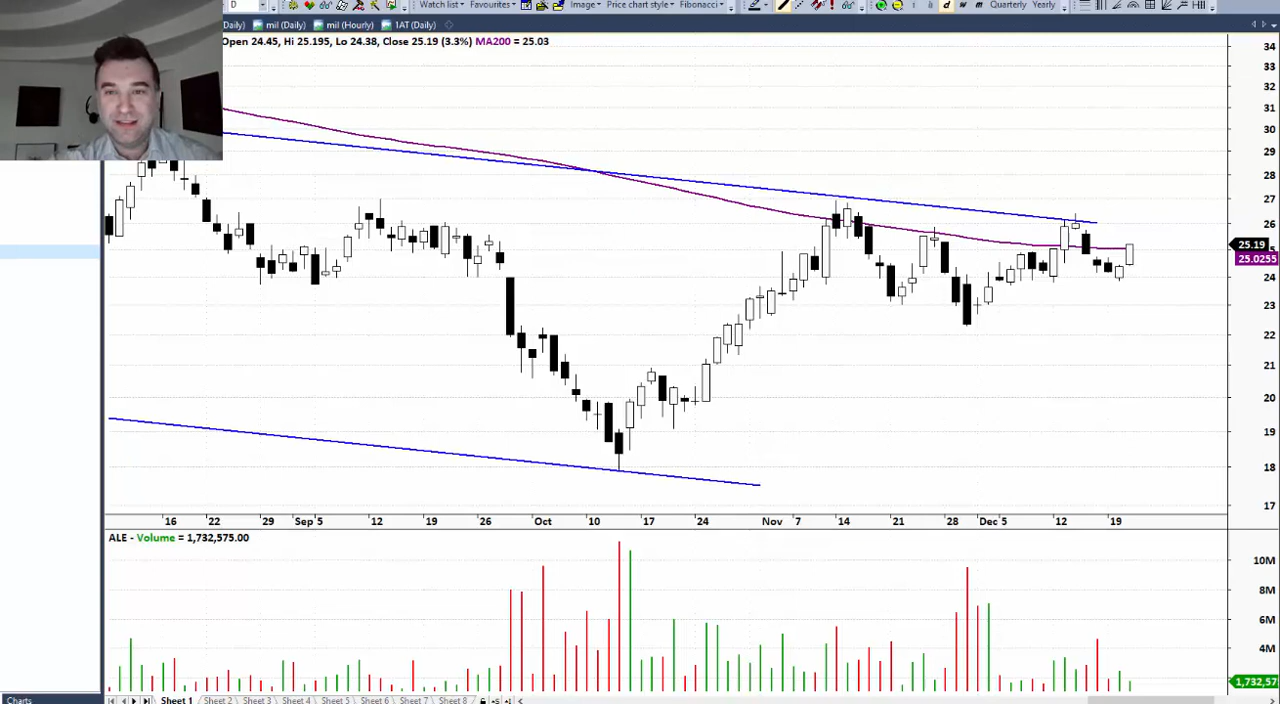 D Watch list Favourites Image Price chart style Fibonacci d w m Quarterly Yearly
Daily) mil (Daily) mil (Hourly) 1AT (Daily)
Open 24.45, Hi 25.195, Lo 24.38, Close 25.19 (3.3%) MA200 = 25.03
34
33
32
31
30
29
28
27
26
25.19
25.0255
24
23
22
21
20
19
18
17
16 22 29 Sep 5 12 19 26 Oct 10 17 24 Nov 7 14 21 28 Dec 5 12 19
ALE - Volume = 1,732,575.00
10M
8M
6M
4M
1,732,57
Charts Sheet 1 Sheet 2 Sheet 3 Sheet 4 Sheet 5 Sheet 6 Sheet 7 Sheet 8